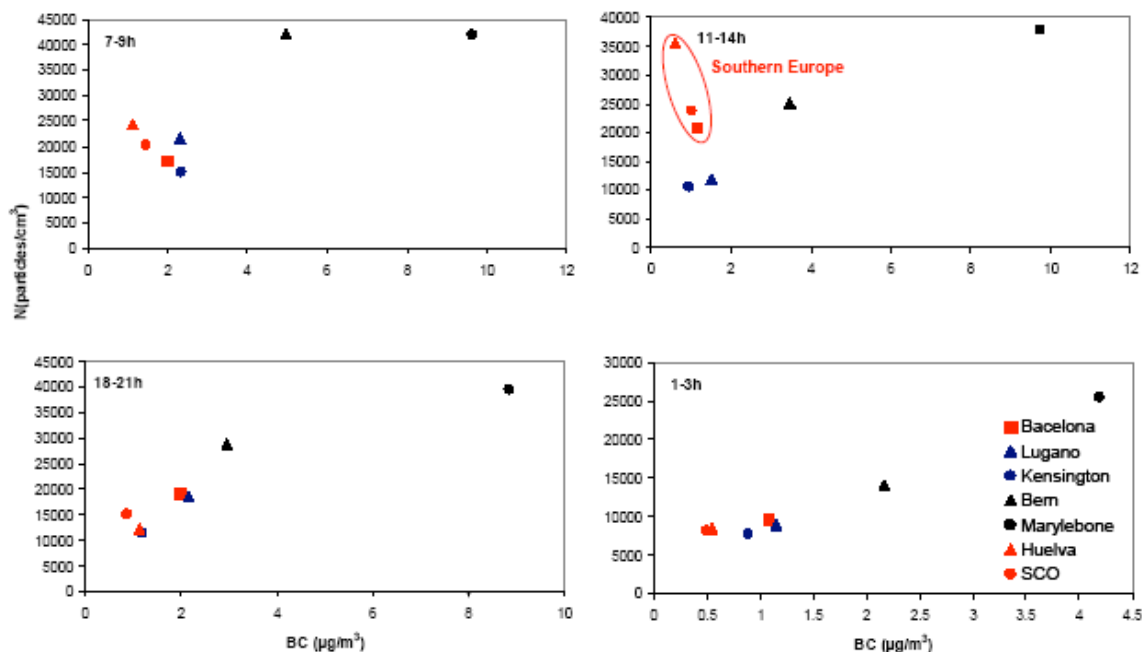 45000
40000
35000
30000
25000
20000
15000
10000
5000
0
7-9h
0 2 4 6 8 10 12
40000
35000
30000
25000
20000
15000
10000
5000
0
11-14h
Southern Europe
0 2 4 6 8 10 12
N(particles/cm³)
45000
40000
35000
30000
25000
20000
15000
10000
5000
0
18-21h
0 2 4 6 8 10
BC (µg/m³)
30000
25000
20000
15000
10000
5000
0
1-3h
Bacelona
Lugano
Kensington
Bern
Marylebone
Huelva
SCO
0 0.5 1 1.5 2 2.5 3 3.5 4 4.5
BC (µg/m³)